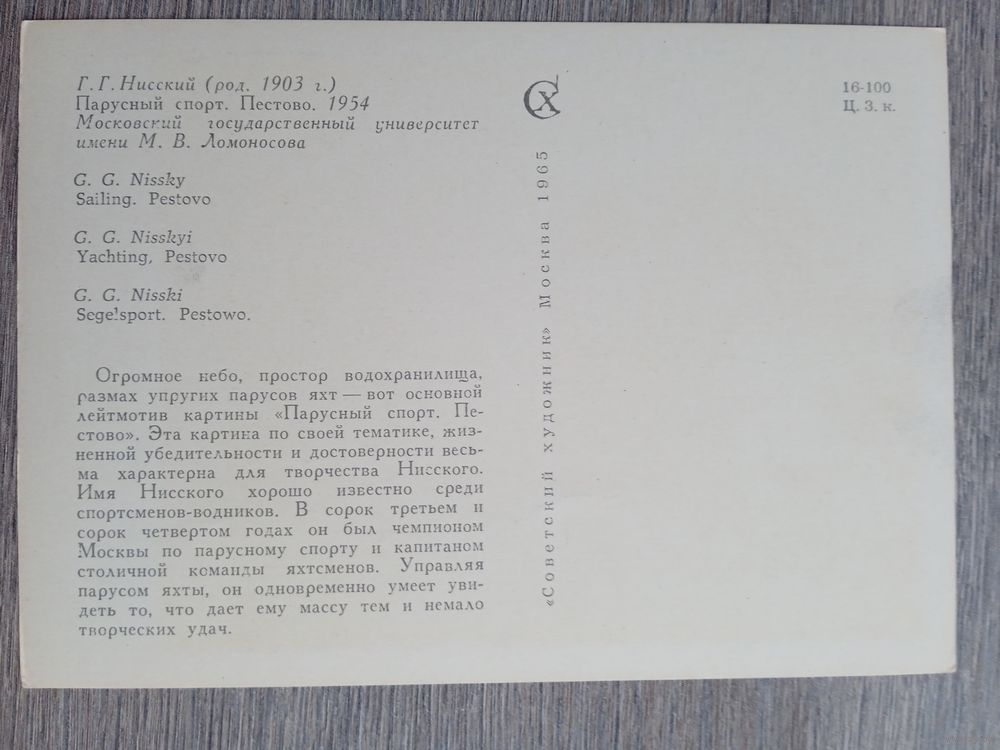 Г. Г. Нисский (род. 1903 г.)
Парусный спорт. Пестово. 1954
Московский государственный университет
имени М. В. Ломоносова
G. G. Nissky
Sailing. Pestovo
G. G. Nisskyi
Yachting, Pestovo
G. G. Nisski
Segelsport. Pestowo.
Огромное небо, простор водохранилища,
размах упругих парусов яхт — вот основной
лейтмотив картины «Парусный спорт. Пе-
стово». Эта картина по своей тематике, жиз-
ненной убедительности и достоверности весь-
ма характерна для творчества Нисского.
Имя Нисского хорошо известно среди
спортсменов-водников. В сорок третьем и
сорок четвертом годах он был чемпионом
Москвы по парусному спорту и капитаном
столичной команды яхтсменов. Управляя
парусом яхты, он одновременно умеет уви-
деть то, что дает ему массу тем и немало
творческих удач.
СХ
«Советский художник» Москва 1965
16-100
Ц. 3. к.